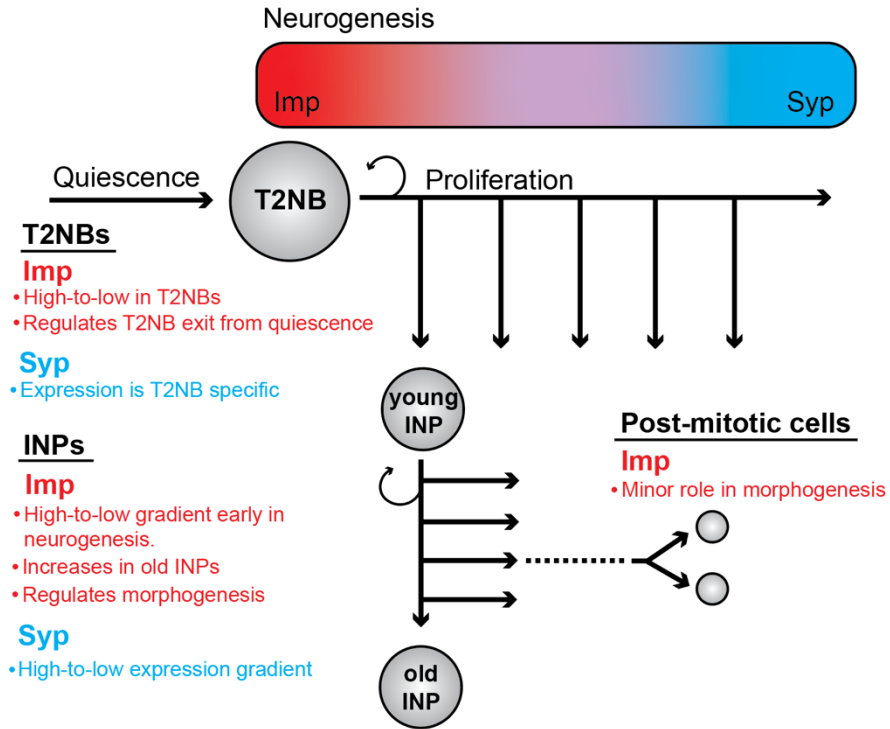 Neurogenesis
Imp
Syp
Quiescence
T2NB
Proliferation
T2NBs
Imp
• High-to-low in T2NBs
• Regulates T2NB exit from quiescence
Syp
• Expression is T2NB specific
INPs
Imp
• High-to-low gradient early in
neurogenesis.
• Increases in old INPs
• Regulates morphogenesis
Syp
• High-to-low expression gradient
young
INP
old
INP
Post-mitotic cells
Imp
• Minor role in morphogenesis